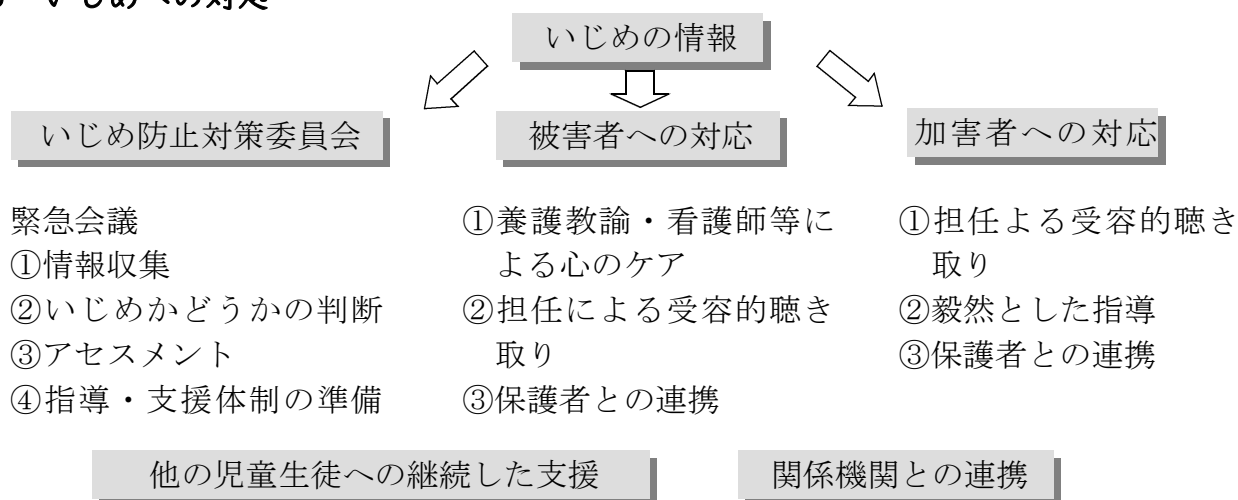 いじめへの対処
いじめの情報
いじめ防止対策委員会
緊急会議
①情報収集
②いじめかどうかの判断
③アセスメント
④指導・支援体制の準備
被害者への対応
①養護教諭・看護師等に
よる心のケア
②担任による受容的聴き
取り
③保護者との連携
加害者への対応
①担任よる受容的聴き
取り
②毅然とした指導
③保護者との連携
他の児童生徒への継続した支援
関係機関との連携